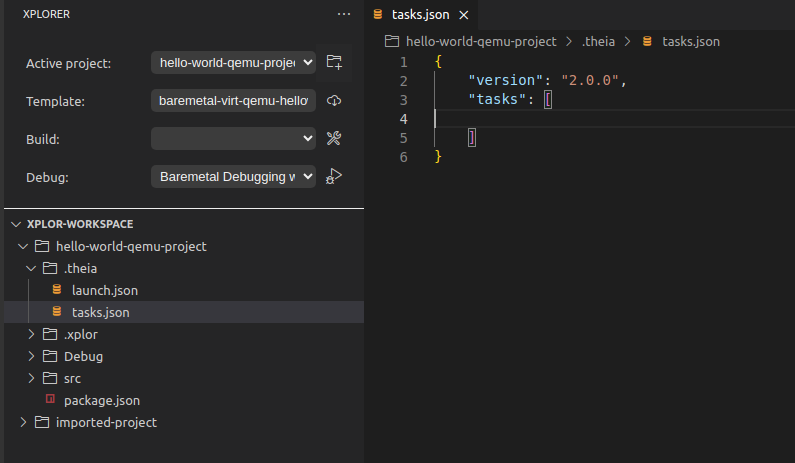 XPLORER
Active project: hello-world-qemu-proje
Template: baremetal-virt-qemu-hello
Build:
Debug: Baremetal Debugging w
XPLOR-WORKSPACE
hello-world-qemu-project
.theia
launch.json
tasks.json
.xplor
Debug
src
package.json
imported-project
tasks.json
hello-world-qemu-project > .theia > tasks.json
1 {
2 "version": "2.0.0",
3 "tasks": [
4
5 ]
6 }